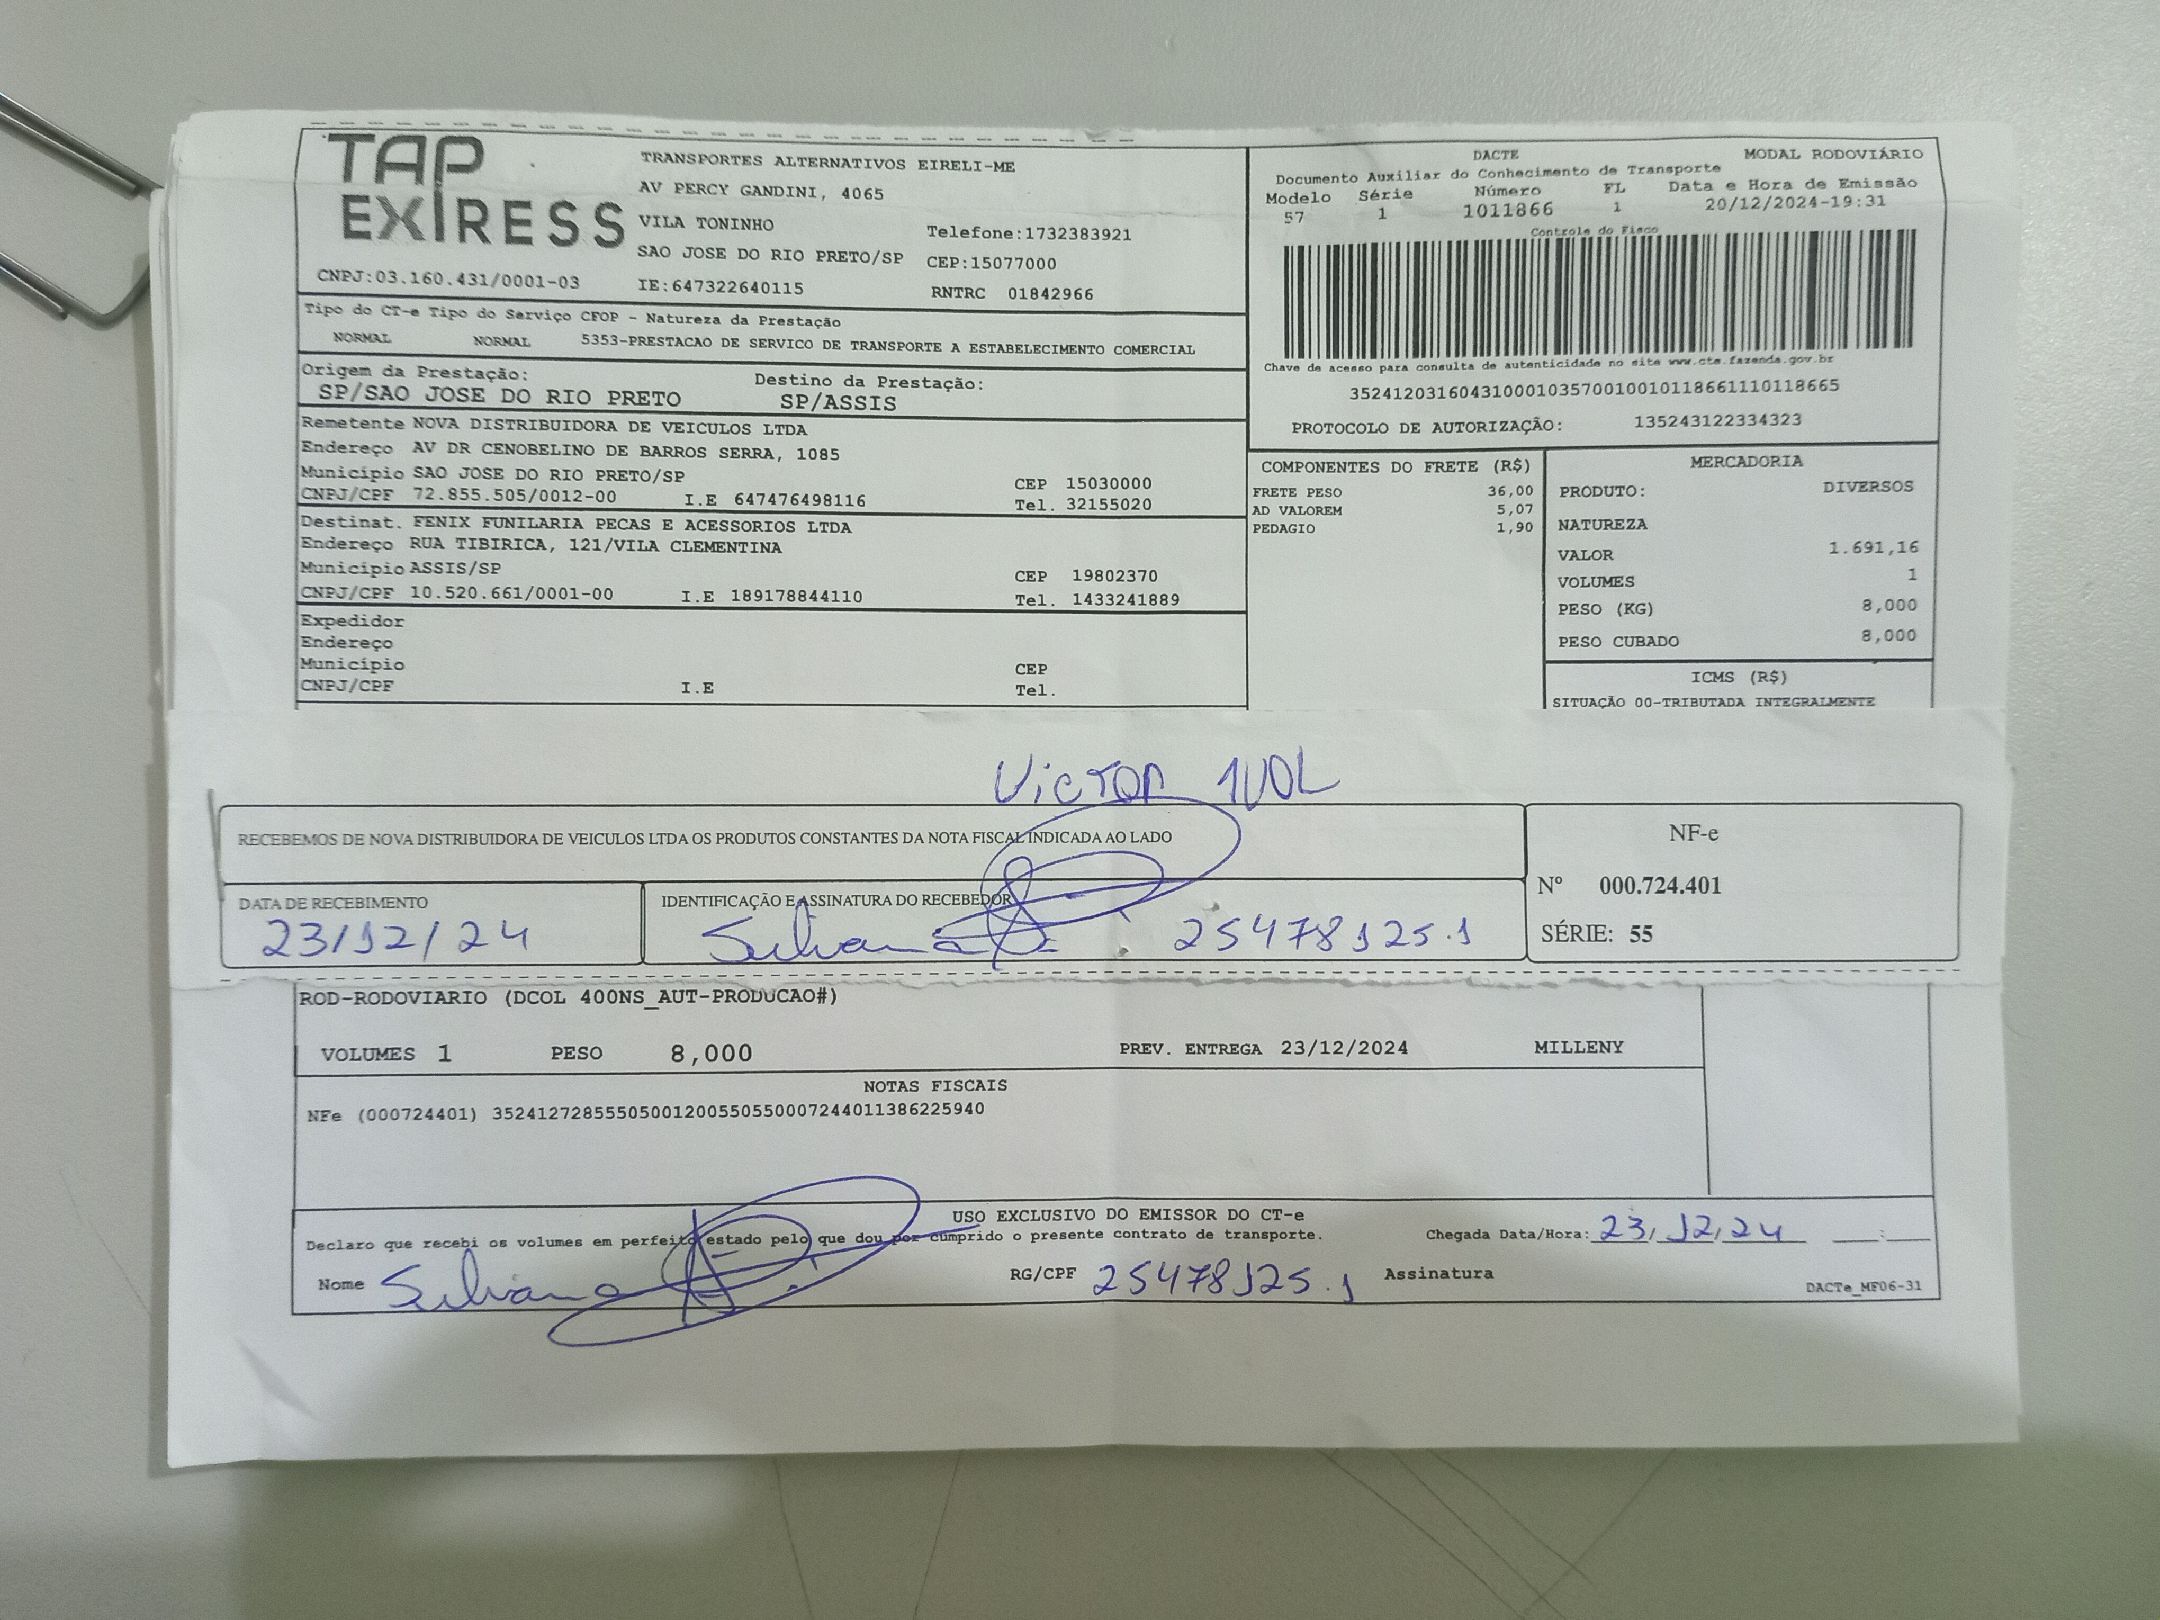 TAP
EXIRESS
TRANSPORTES ALTERNATIVOS EIRELI-ME
AV PERCY GANDINI, 4065
VILA TONINHO
Telefone:1732383921
SAO JOSE DO RIO PRETO/SP CEP:15077000
CNPJ:03.160.431/0001-03 IE:647322640115 RNTRC 01842966
DACTE MODAL RODOVIÁRIO
Documento Auxiliar do Conhecimento de Transporte
Modelo Série Número FL Data e Hora de Emissão
57 1 1011866 1 20/12/2024-19:31
Controle do Fisco
Chave de acesso para consulta de autenticidade no site www.cte.fazenda.gov.br
35241203160431000103570010010118661110118665
PROTOCOLO DE AUTORIZAÇÃO: 135243122334323
Tipo do CT-e Tipo do Serviço CFOP - Natureza da Prestação
NORMAL NORMAL 5353-PRESTACAO DE SERVICO DE TRANSPORTE A ESTABELECIMENTO COMERCIAL
Origem da Prestação: Destino da Prestação:
SP/SAO JOSE DO RIO PRETO SP/ASSIS
Remetente NOVA DISTRIBUIDORA DE VEICULOS LTDA
Endereço AV DR CENOBELINO DE BARROS SERRA, 1085
Município SAO JOSE DO RIO PRETO/SP CEP 15030000
CNPJ/CPF 72.855.505/0012-00 I.E 647476498116 Tel. 32155020
Destinat. FENIX FUNILARIA PECAS E ACESSORIOS LTDA
Endereço RUA TIBIRICA, 121/VILA CLEMENTINA
Município ASSIS/SP CEP 19802370
CNPJ/CPF 10.520.661/0001-00 I.E 189178844110 Tel. 1433241889
Expedidor
Endereço
Município CEP
CNPJ/CPF I.E Tel.
COMPONENTES DO FRETE (R$)
FRETE PESO 36,00
AD VALOREM 5,07
PEDAGIO 1,90
MERCADORIA
PRODUTO: DIVERSOS
NATUREZA
VALOR 1.691,16
VOLUMES 1
PESO (KG) 8,000
PESO CUBADO 8,000
ICMS (R$)
SITUAÇÃO 00-TRIBUTADA INTEGRALMENTE
Victor 1VOL
RECEBEMOS DE NOVA DISTRIBUIDORA DE VEICULOS LTDA OS PRODUTOS CONSTANTES DA NOTA FISCAL INDICADA AO LADO
DATA DE RECEBIMENTO IDENTIFICAÇÃO E ASSINATURA DO RECEBEDOR
23/12/24 Silvana 25478125.1
NF-e
Nº 000.724.401
SÉRIE: 55
ROD-RODOVIARIO (DCOL 400NS_AUT-PRODUCAO#)
VOLUMES 1 PESO 8,000 PREV. ENTREGA 23/12/2024 MILLENY
NOTAS FISCAIS
NFe (000724401) 35241272855505001200550550007244011386225940
USO EXCLUSIVO DO EMISSOR DO CT-e
Declaro que recebi os volumes em perfeito estado pelo que dou por cumprido o presente contrato de transporte. Chegada Data/Hora: 23/12/24 __:__
Nome Silvana RG/CPF 25478125.1 Assinatura
DACTe_MF06-31